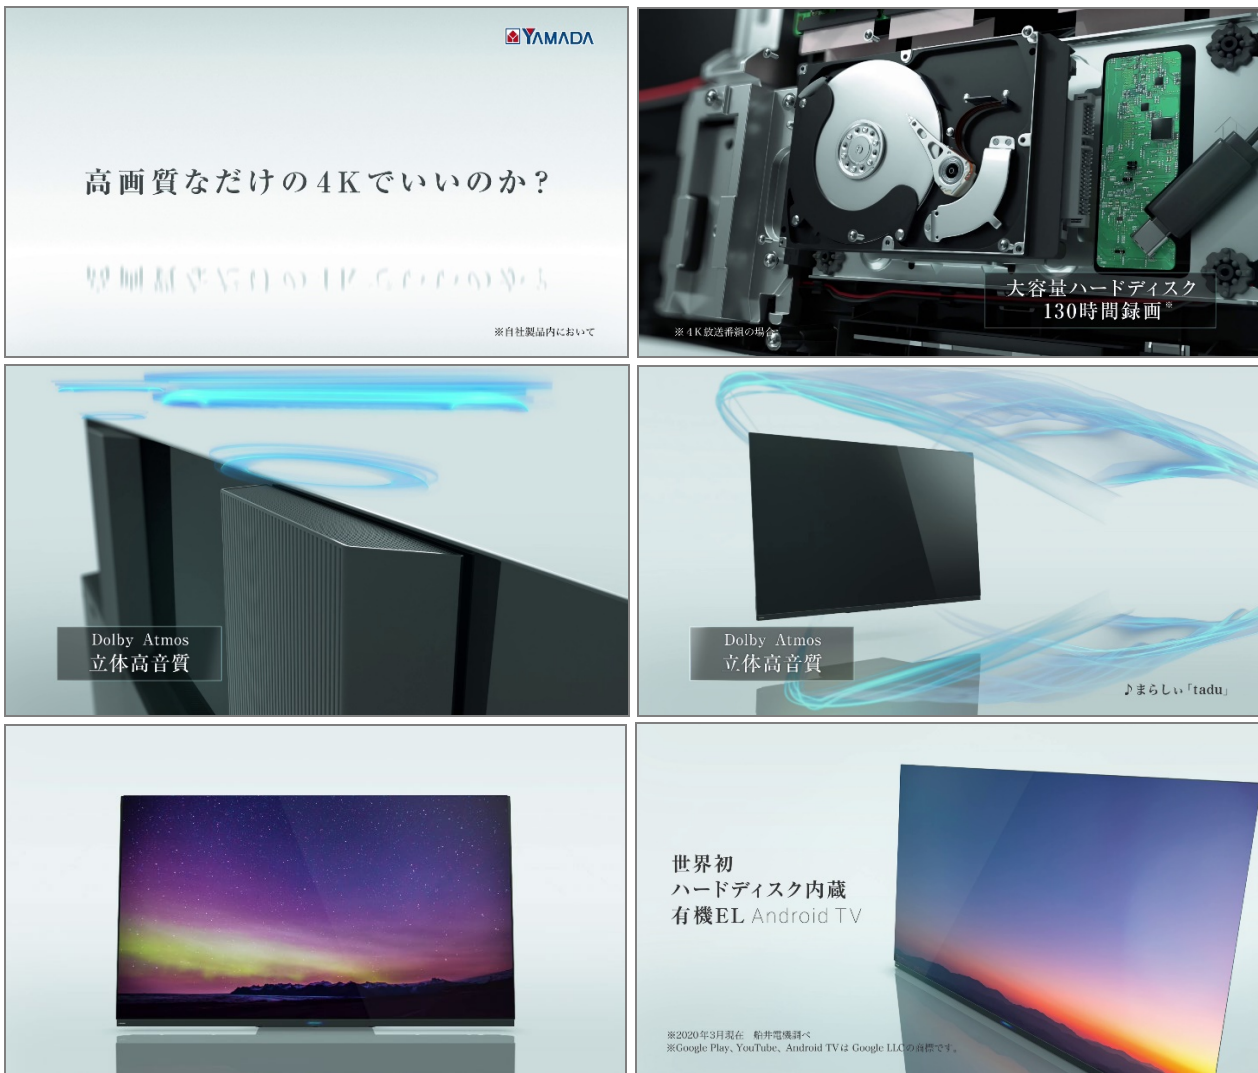 YAMADA
高画質なだけの4Kでいいのか？
※自社製品内において
大容量ハードディスク
130時間録画※
※4K放送番組の場合
Dolby Atmos
立体高音質
Dolby Atmos
立体高音質
♪まらしぃ「tadu」
世界初
ハードディスク内蔵
有機EL Android TV
※2020年3月現在 船井電機調べ
※Google Play、YouTube、Android TVは Google LLCの商標です。